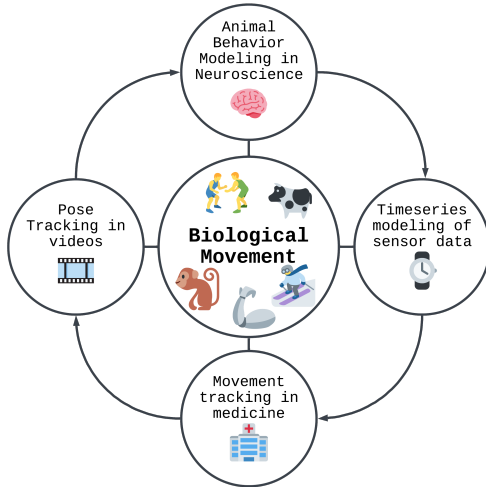 Animal
Behavior
Modeling in
Neuroscience
Pose
Tracking in
videos
Biological
Movement
Timeseries
modeling of
sensor data
Movement
tracking in
medicine